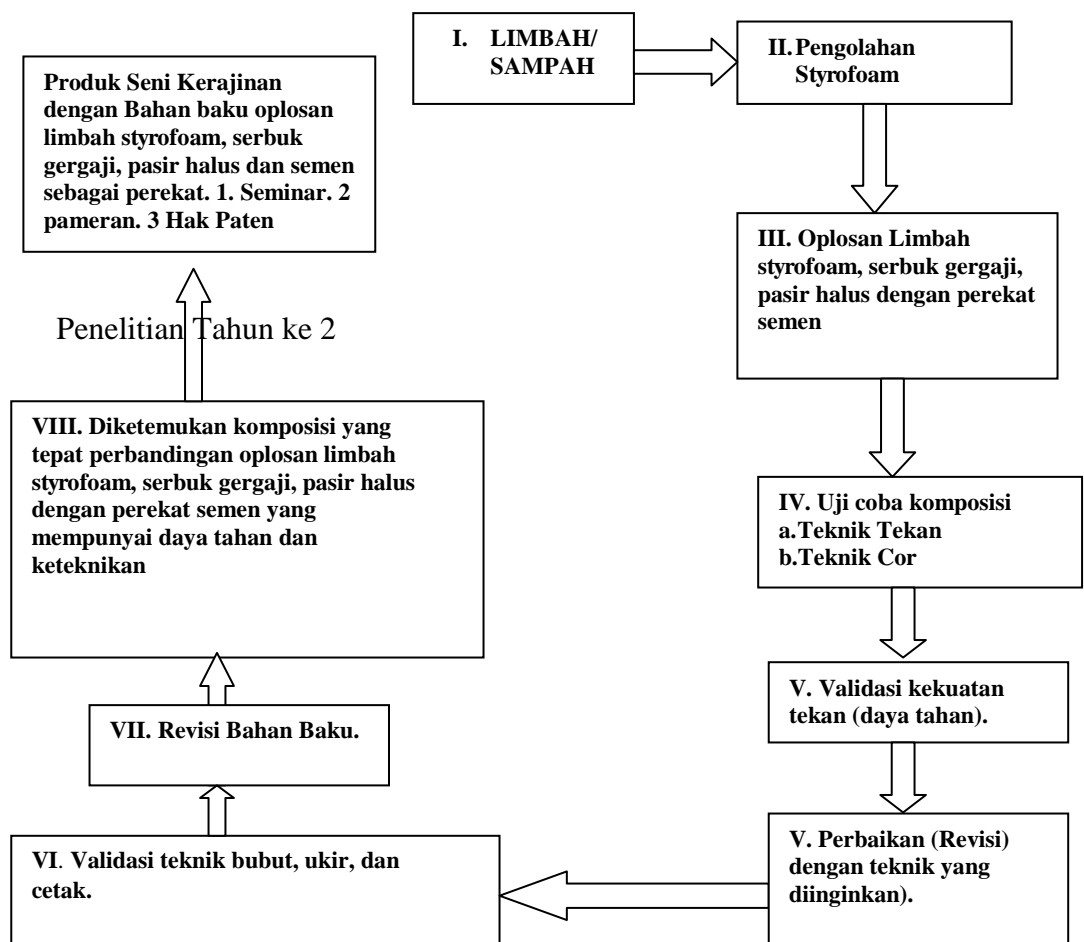 I. LIMBAH/
SAMPAH
II. Pengolahan
Styrofoam
III. Oplosan Limbah
styrofoam, serbuk gergaji,
pasir halus dengan perekat
semen
IV. Uji coba komposisi
a.Teknik Tekan
b.Teknik Cor
V. Validasi kekuatan
tekan (daya tahan).
V. Perbaikan (Revisi)
dengan teknik yang
diinginkan).
VI. Validasi teknik bubut, ukir, dan
cetak.
VII. Revisi Bahan Baku.
VIII. Diketemukan komposisi yang
tepat perbandingan oplosan limbah
styrofoam, serbuk gergaji, pasir halus
dengan perekat semen yang
mempunyai daya tahan dan
keteknikan
Penelitian Tahun ke 2
Produk Seni Kerajinan
dengan Bahan baku oplosan
limbah styrofoam, serbuk
gergaji, pasir halus dan semen
sebagai perekat. 1. Seminar. 2
pameran. 3 Hak Paten